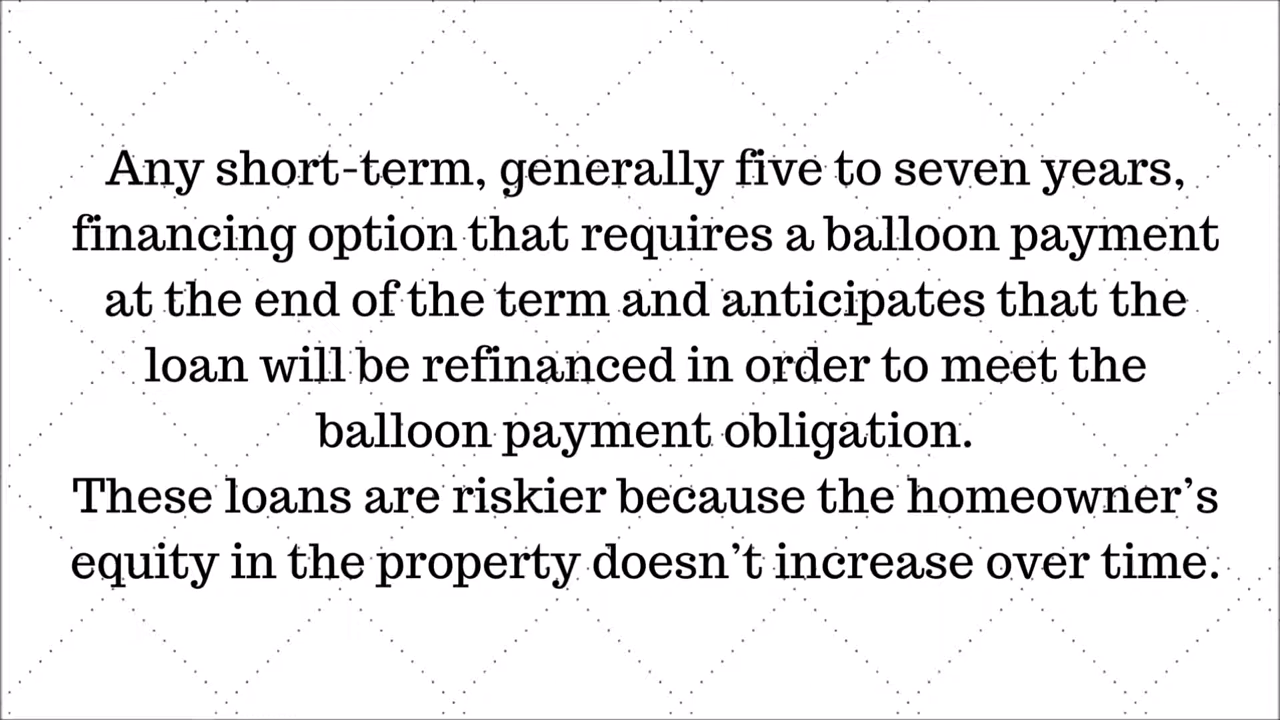 Any short-term, generally five to seven years,
financing option that requires a balloon payment
at the end of the term and anticipates that the
loan will be refinanced in order to meet the
balloon payment obligation.
These loans are riskier because the homeowner’s
equity in the property doesn’t increase over time.